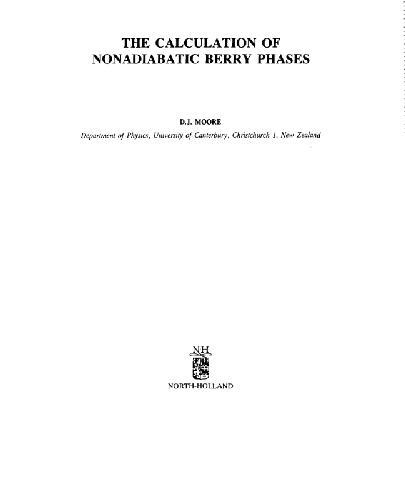 THE CALCULATION OF
NONADIABATIC BERRY PHASES
D.J. MOORE
Department of Physics, University of Canterbury, Christchurch 1, New Zealand
NH
NORTH-HOLLAND